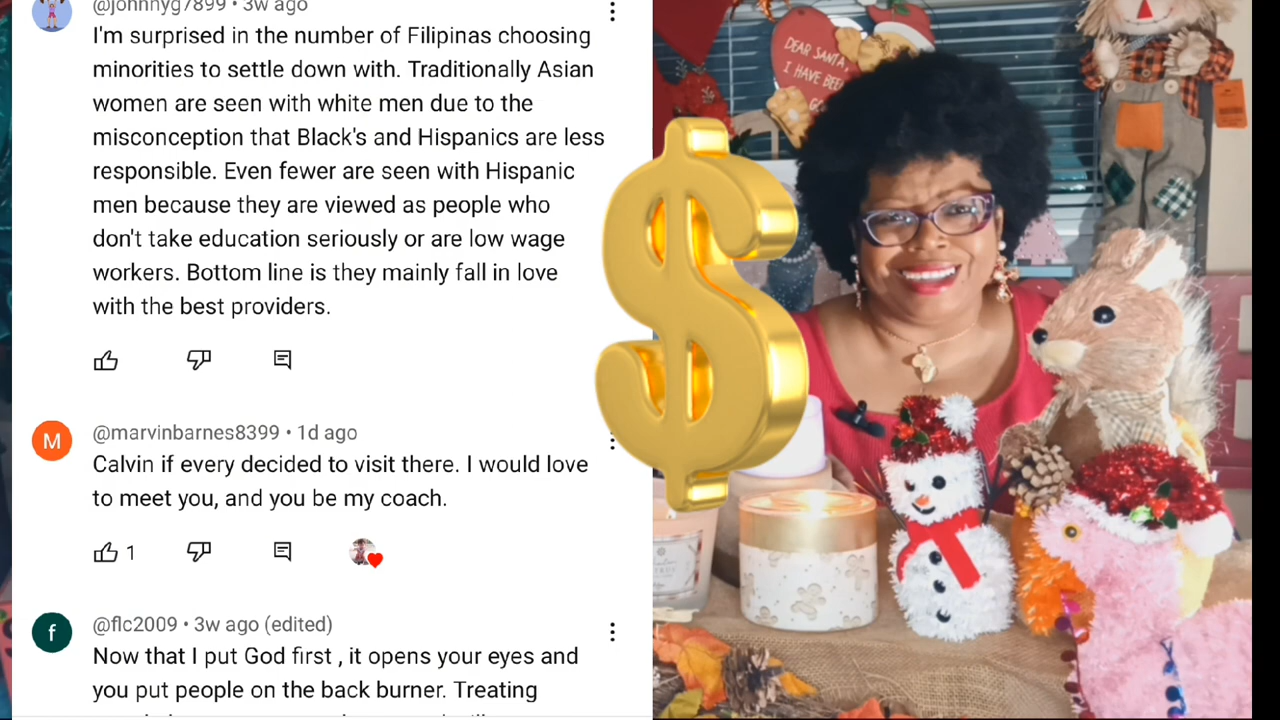 @johnnyg7899 • 3w ago
I'm surprised in the number of Filipinas choosing
minorities to settle down with. Traditionally Asian
women are seen with white men due to the
misconception that Black's and Hispanics are less
responsible. Even fewer are seen with Hispanic
men because they are viewed as people who
don't take education seriously or are low wage
workers. Bottom line is they mainly fall in love
with the best providers.
M
@marvinbarnes8399 • 1d ago
Calvin if every decided to visit there. I would love
to meet you, and you be my coach.
1
f
@flc2009 • 3w ago (edited)
Now that I put God first , it opens your eyes and
you put people on the back burner. Treating
$
DEAR SANTA,
I HAVE